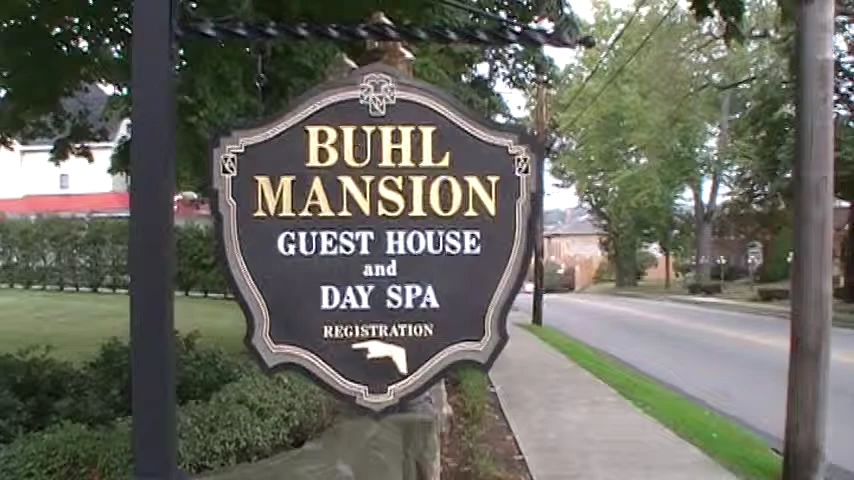 BUHL
MANSION
GUEST HOUSE
and
DAY SPA
REGISTRATION